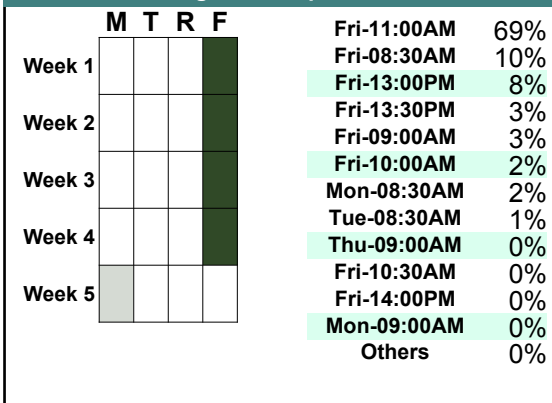 M T R F
Week 1
Week 2
Week 3
Week 4
Week 5
Fri-11:00AM 69%
Fri-08:30AM 10%
Fri-13:00PM 8%
Fri-13:30PM 3%
Fri-09:00AM 3%
Fri-10:00AM 2%
Mon-08:30AM 2%
Tue-08:30AM 1%
Thu-09:00AM 0%
Fri-10:30AM 0%
Fri-14:00PM 0%
Mon-09:00AM 0%
Others 0%